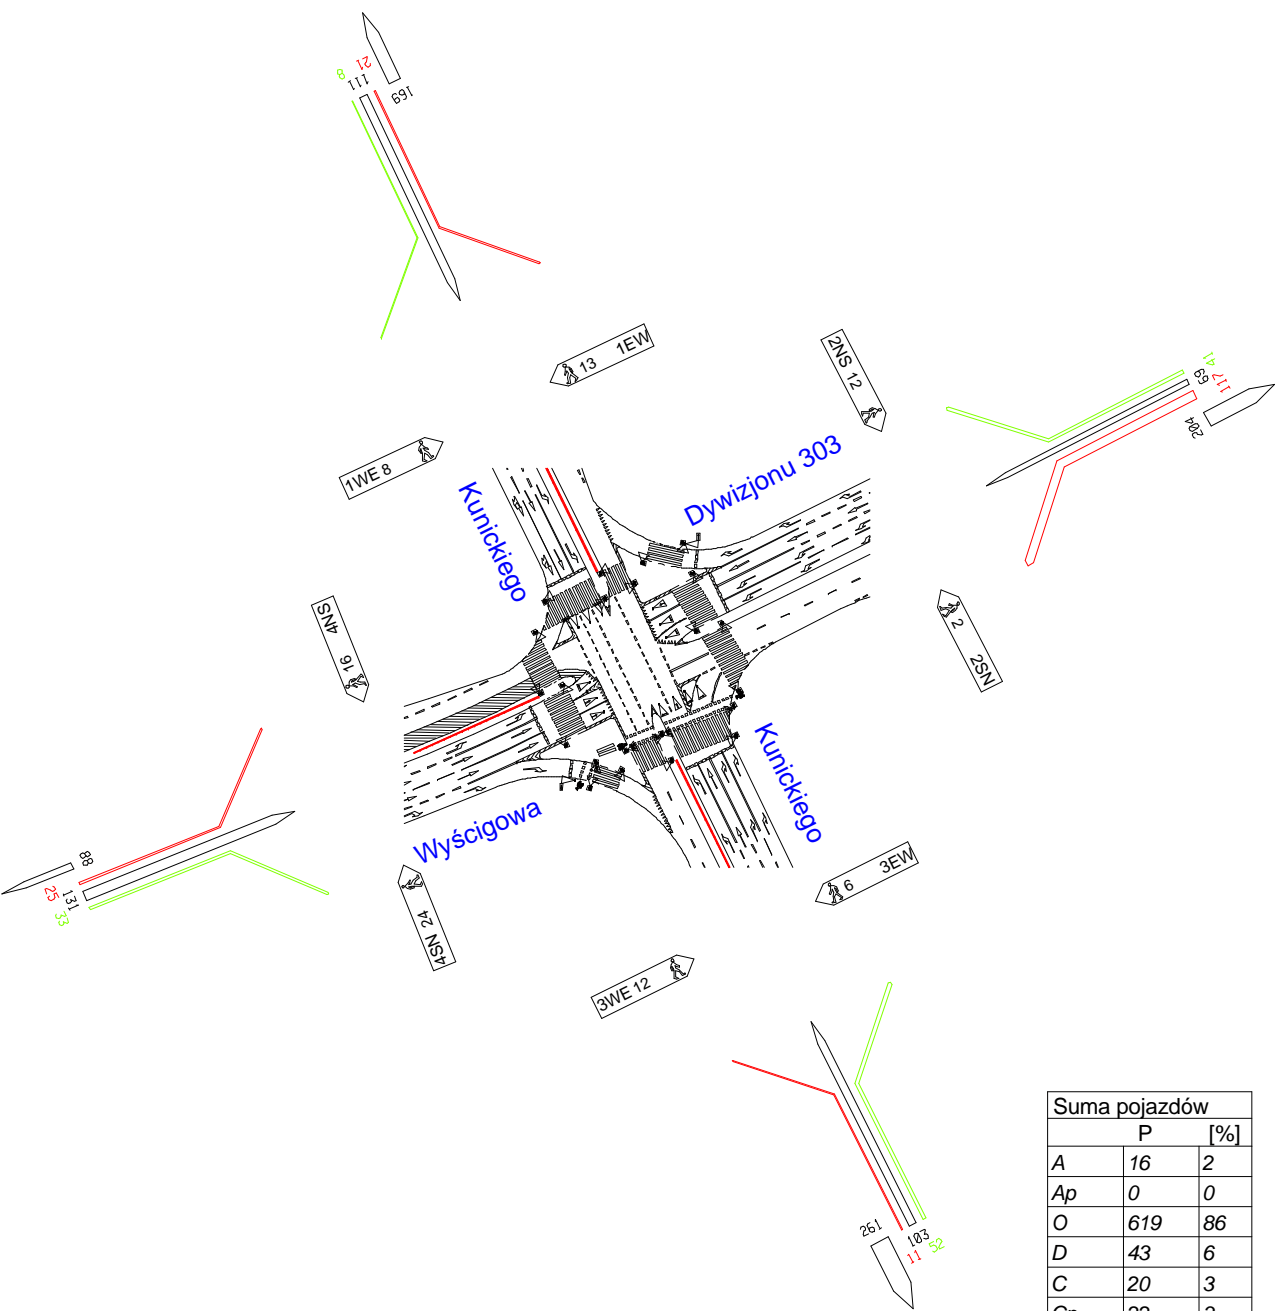 8
111
21
169
13 1EW
2NS 12
1WE 8
41
69
117
204
Dywizjonu 303
Kunickiego
4NS 16
2 2SN
Kunickiego
Wyścigowa
88
25
131
33
4SN 24
6 3EW
3WE 12
261
103
11
52
Suma pojazdów
P [%]
A 16 2
Ap 0 0
O 619 86
D 43 6
C 20 3